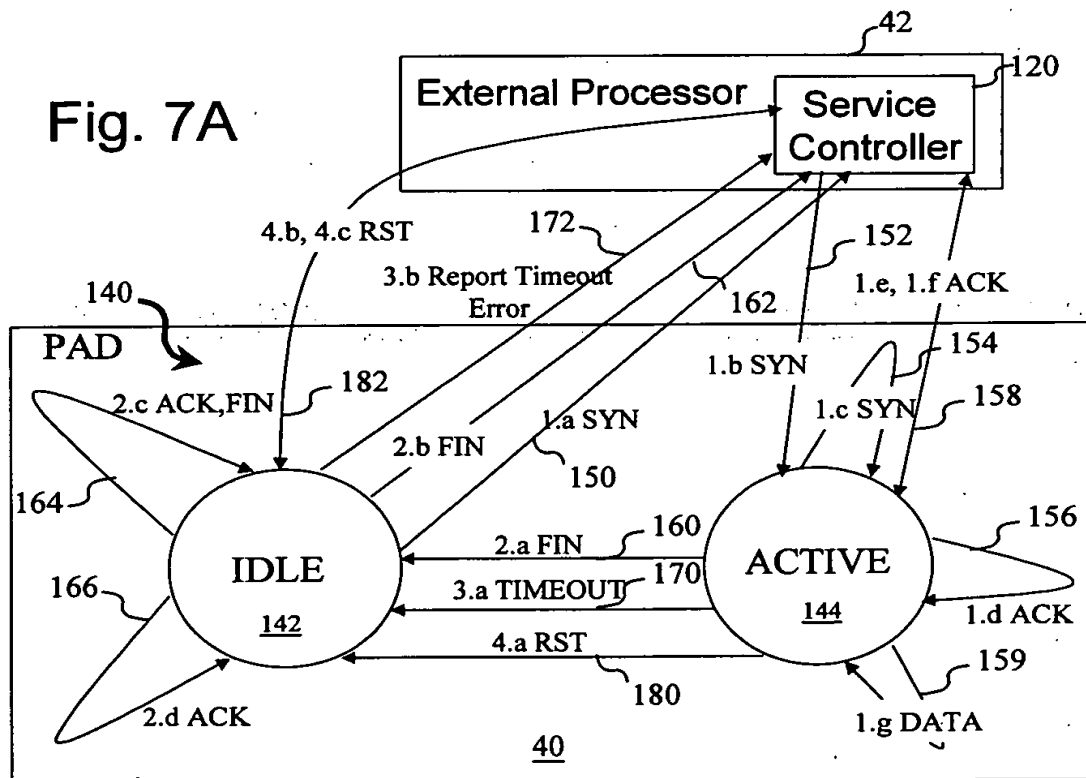 42
120
Fig. 7A
External Processor
Service
Controller
4.b, 4.c RST
172
152
3.b Report Timeout
Error
162
1.e, 1.f ACK
140
PAD
1.b SYN
154
182
2.c ACK,FIN
1.c SYN
158
2.b FIN
1.a SYN
150
164
156
2.a FIN
160
IDLE
ACTIVE
166
3.a TIMEOUT
170
142
144
1.d ACK
4.a RST
159
180
2.d ACK
1.g DATA
40